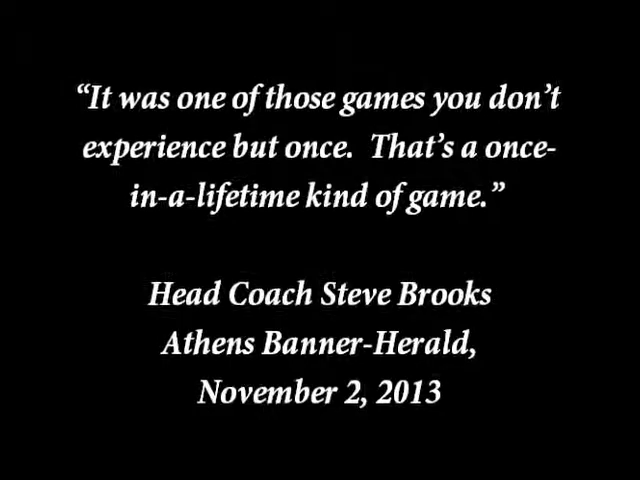 “It was one of those games you don’t
experience but once.  That’s a once-
in-a-lifetime kind of game.”
Head Coach Steve Brooks
Athens Banner-Herald,
November 2, 2013